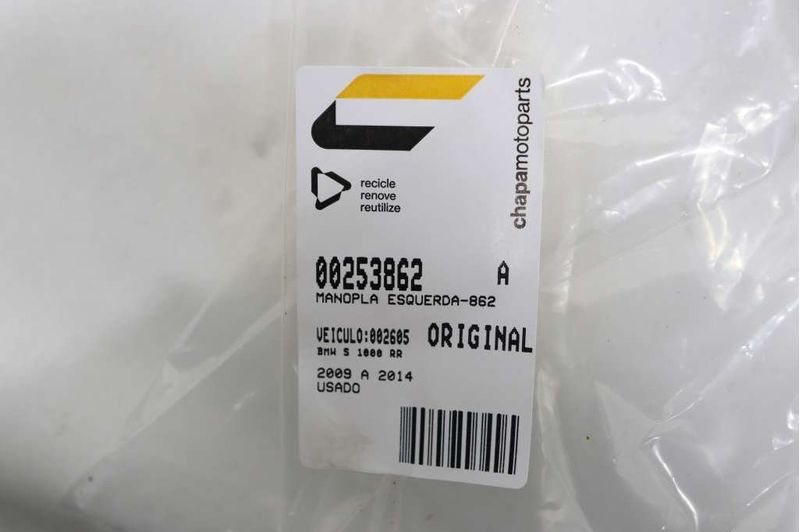 chapamotoparts
recicle
renove
reutilize
00253862 A
MANOPLA ESQUERDA-862
VEICULO:002605 ORIGINAL
BMW S 1000 RR
2009 A 2014
USADO